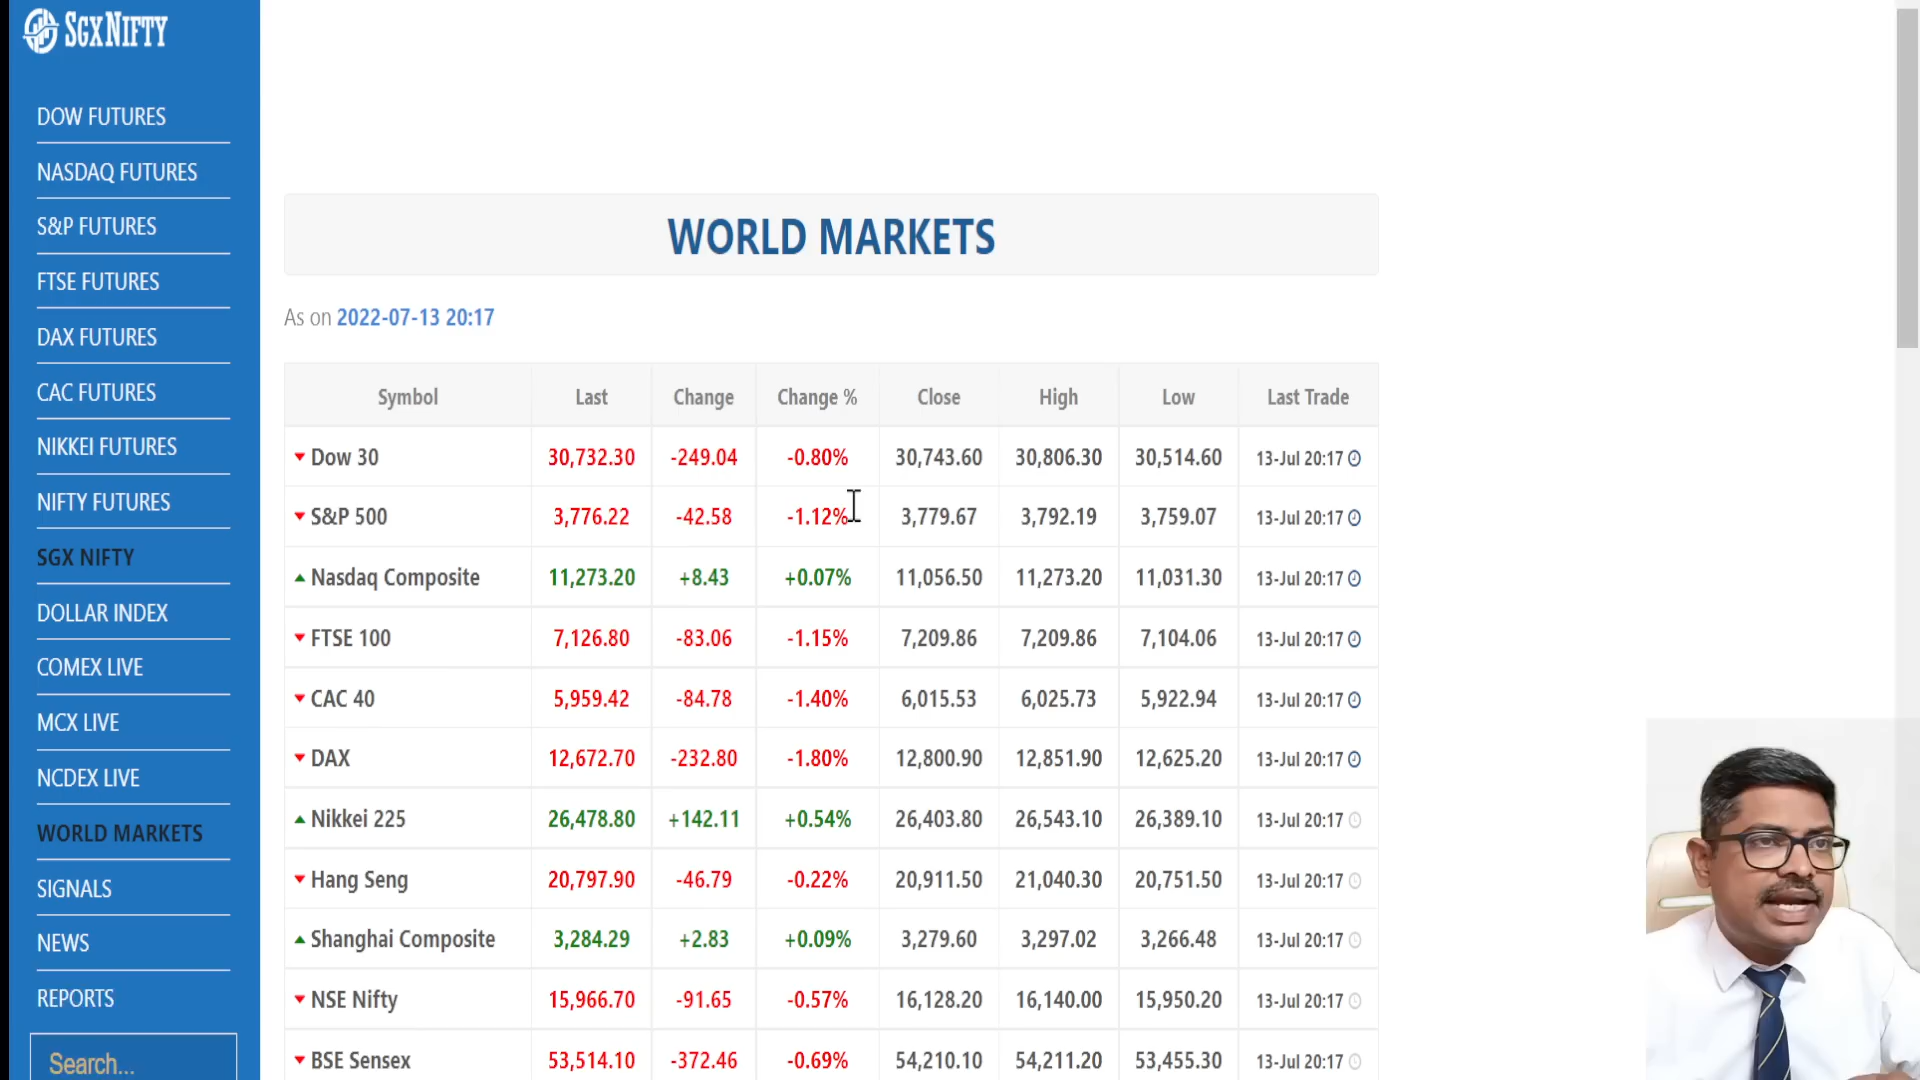 SGXNIFTY
DOW FUTURES
NASDAQ FUTURES
S&P FUTURES
FTSE FUTURES
DAX FUTURES
CAC FUTURES
NIKKEI FUTURES
NIFTY FUTURES
SGX NIFTY
DOLLAR INDEX
COMEX LIVE
MCX LIVE
NCDEX LIVE
WORLD MARKETS
SIGNALS
NEWS
REPORTS
Search...
WORLD MARKETS
As on 2022-07-13 20:17
Symbol Last Change Change % Close High Low Last Trade
Dow 30 30,732.30 -249.04 -0.80% 30,743.60 30,806.30 30,514.60 13-Jul 20:17
S&P 500 3,776.22 -42.58 -1.12% 3,779.67 3,792.19 3,759.07 13-Jul 20:17
Nasdaq Composite 11,273.20 +8.43 +0.07% 11,056.50 11,273.20 11,031.30 13-Jul 20:17
FTSE 100 7,126.80 -83.06 -1.15% 7,209.86 7,209.86 7,104.06 13-Jul 20:17
CAC 40 5,959.42 -84.78 -1.40% 6,015.53 6,025.73 5,922.94 13-Jul 20:17
DAX 12,672.70 -232.80 -1.80% 12,800.90 12,851.90 12,625.20 13-Jul 20:17
Nikkei 225 26,478.80 +142.11 +0.54% 26,403.80 26,543.10 26,389.10 13-Jul 20:17
Hang Seng 20,797.90 -46.79 -0.22% 20,911.50 21,040.30 20,751.50 13-Jul 20:17
Shanghai Composite 3,284.29 +2.83 +0.09% 3,279.60 3,297.02 3,266.48 13-Jul 20:17
NSE Nifty 15,966.70 -91.65 -0.57% 16,128.20 16,140.00 15,950.20 13-Jul 20:17
BSE Sensex 53,514.10 -372.46 -0.69% 54,210.10 54,211.20 53,455.30 13-Jul 20:17